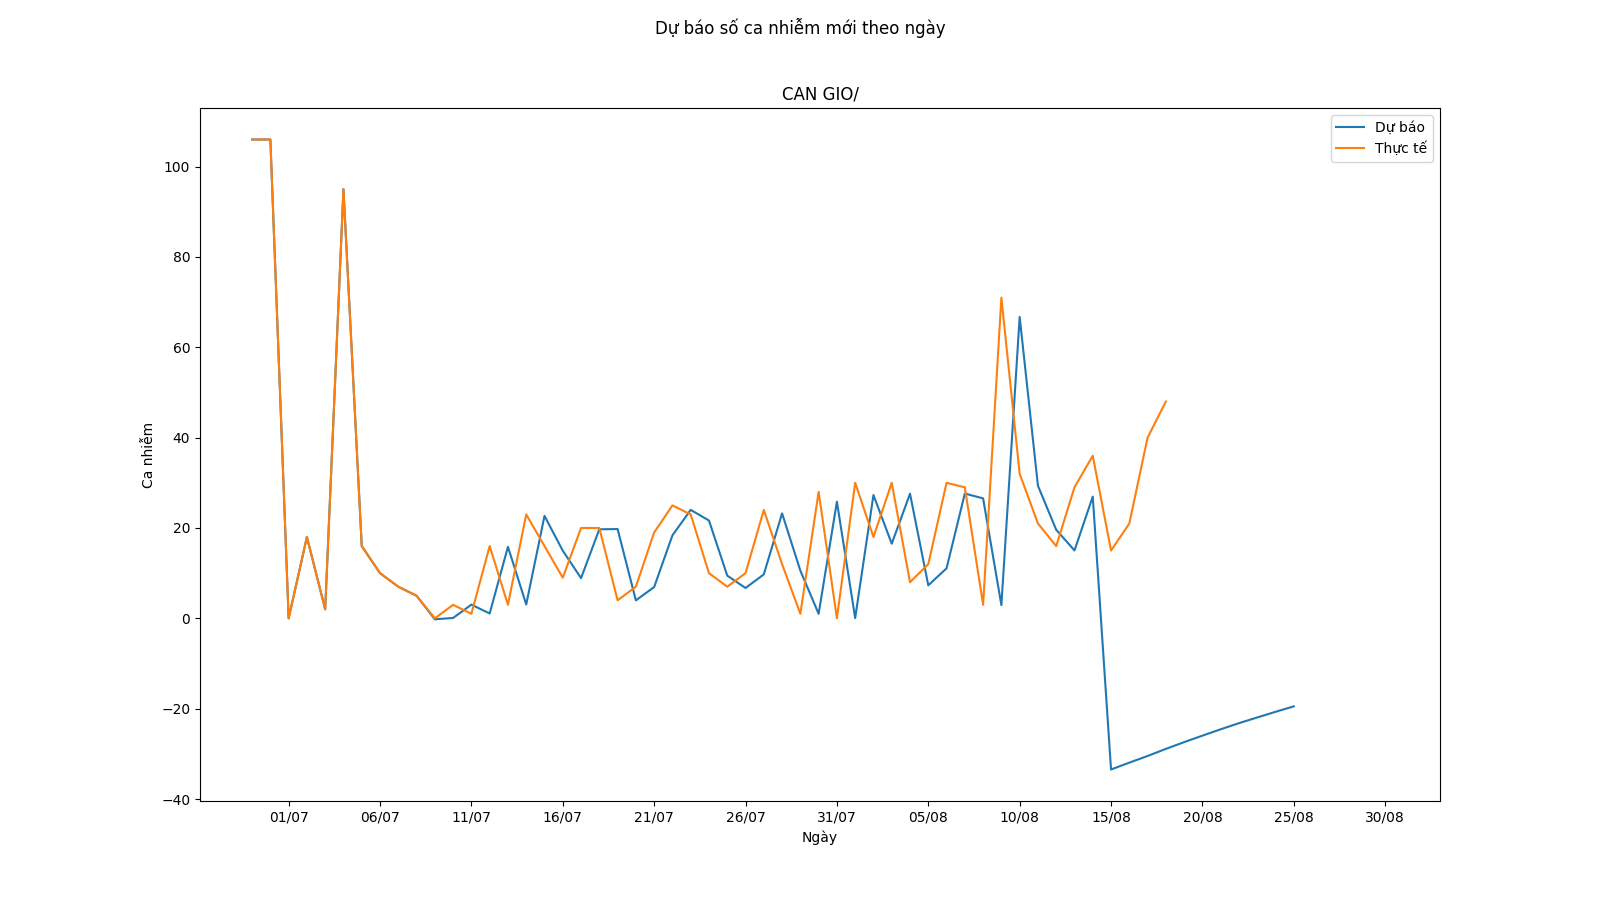 Dự báo số ca nhiễm mới theo ngày
CAN GIO/
Dự báo
Thực tế
100
80
60
40
20
0
−20
−40
Ca nhiễm
01/07 06/07 11/07 16/07 21/07 26/07 31/07 05/08 10/08 15/08 20/08 25/08 30/08
Ngày